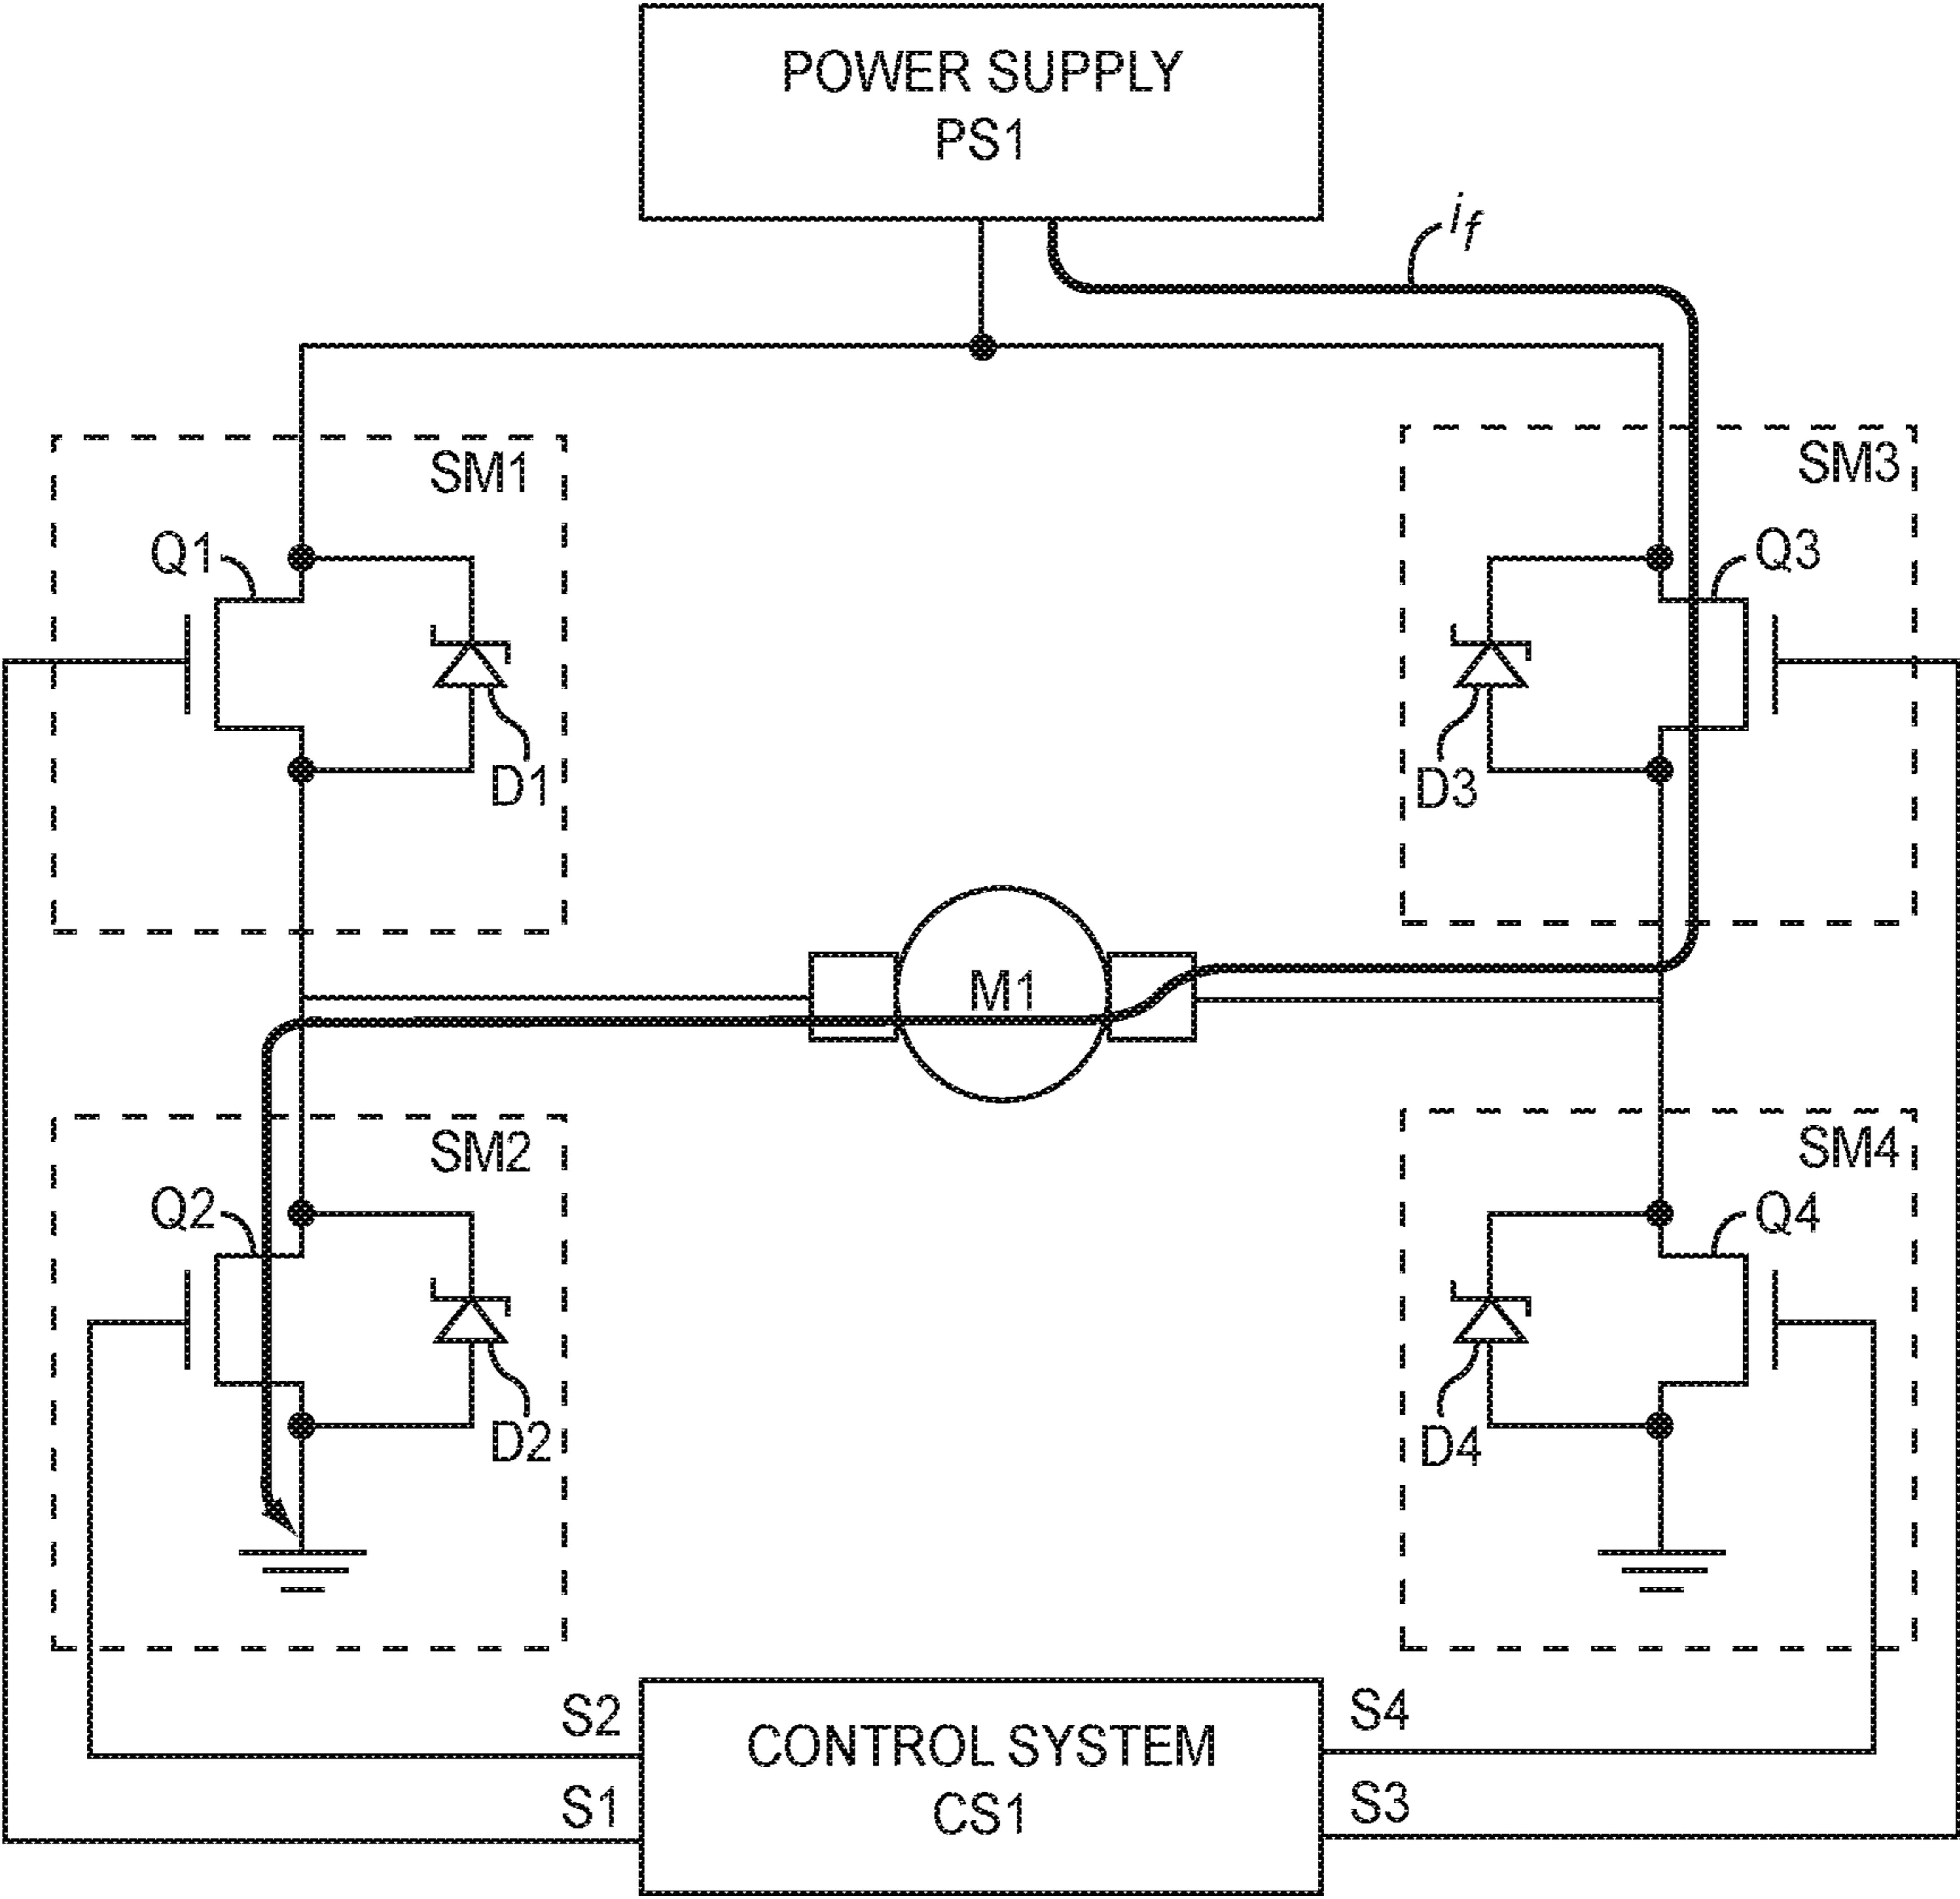 POWER SUPPLY
PS1
if
SM1
SM3
Q1
Q3
D1
D3
M1
SM2
SM4
Q2
Q4
D2
D4
S2
S4
CONTROL SYSTEM
CS1
S1
S3